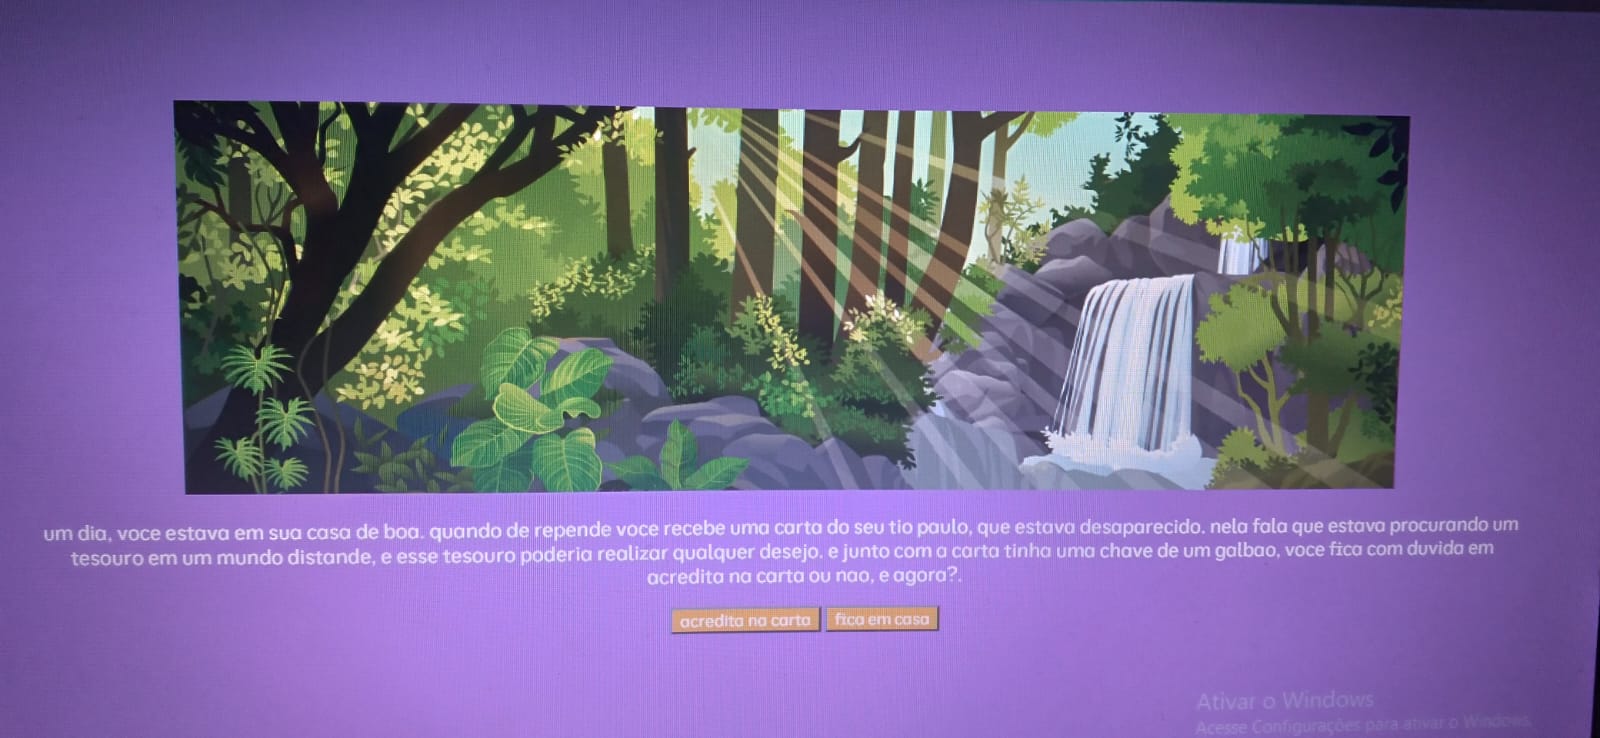 um dia, voce estava em sua casa de boa. quando de repende voce recebe uma carta do seu tio paulo, que estava desaparecido. nela fala que estava procurando um
tesouro em um mundo distande, e esse tesouro poderia realizar qualquer desejo. e junto com a carta tinha uma chave de um galbao, voce fica com duvida em
acredita na carta ou nao, e agora?.
acredita na carta
fica em casa
Ativar o Windows
Acesse Configurações para ativar o Windows.